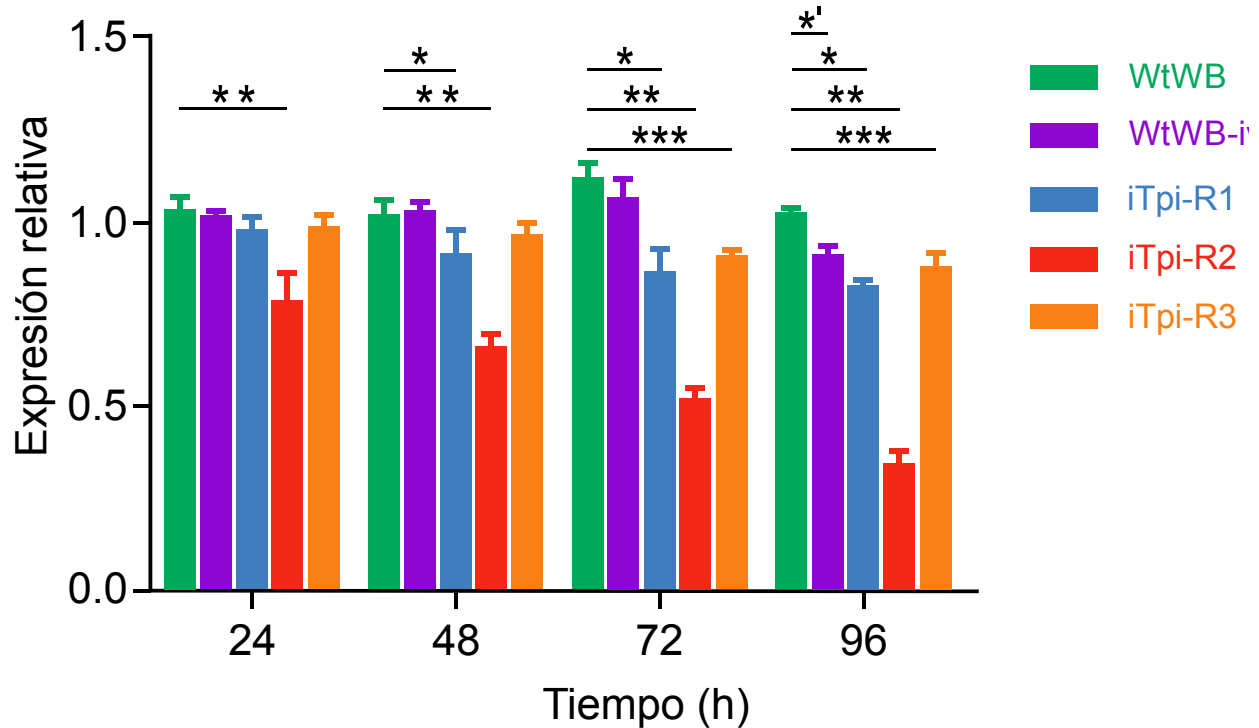 *'
1.5
* * * *
** ** ** **
*** ***
1.0
0.5
0.0
24 48 72 96
Expresión relativa
Tiempo (h)
WtWB
iTpi-R1
iTpi-R2
iTpi-R3